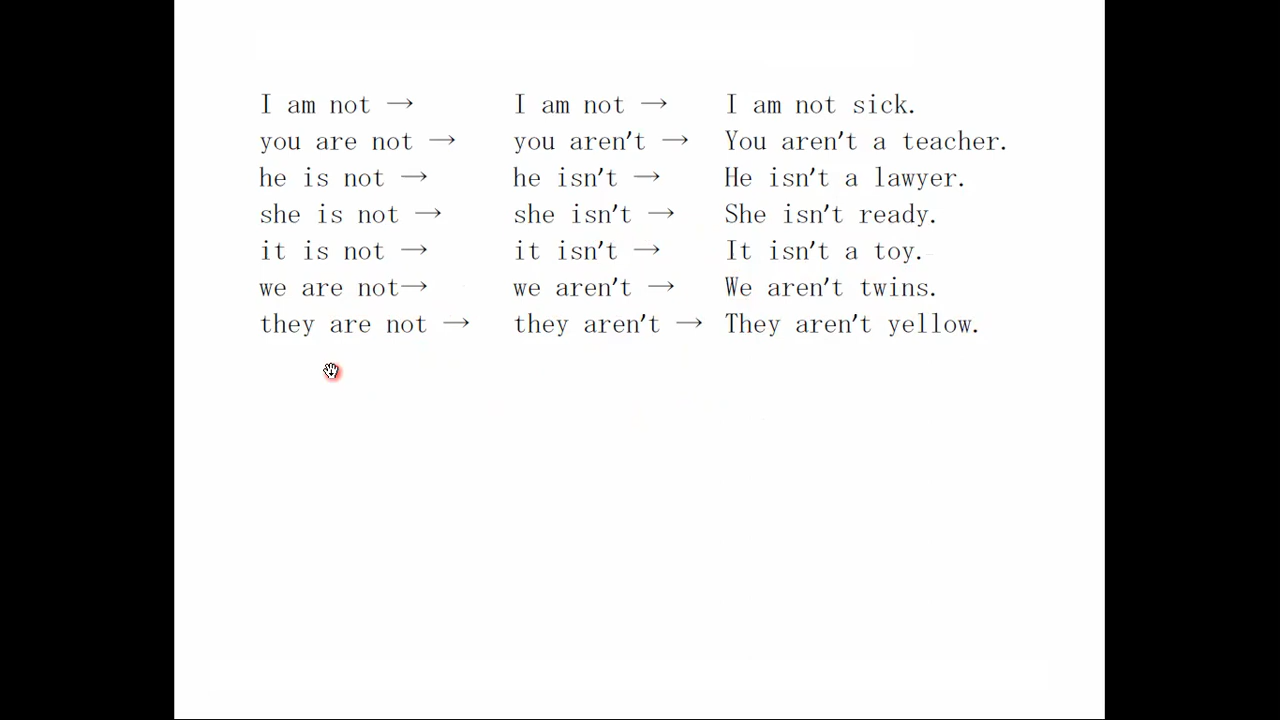 I am not → I am not → I am not sick.
you are not → you aren't → You aren't a teacher.
he is not → he isn't → He isn't a lawyer.
she is not → she isn't → She isn't ready.
it is not → it isn't → It isn't a toy.
we are not→ we aren't → We aren't twins.
they are not → they aren't → They aren't yellow.